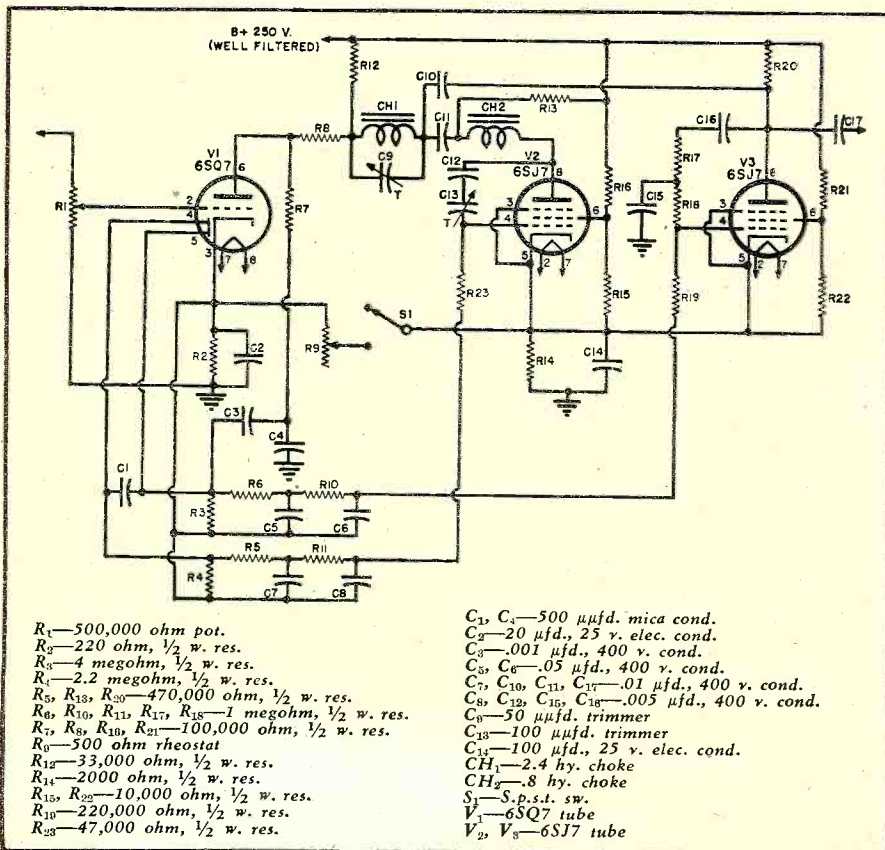 B+ 250 V.
(WELL FILTERED)
R12
C10
R20
CH1
CH2
R13
C11
R8
C16
C17
V1
6SQ7
6
C9
T
V2
6SJ7
8
V3
6SJ7
8
C12
C13
T
R1
2
4
5
3
7
8
R7
3
4
5
2
7
6
R16
C15
R17
R18
3
4
5
2
7
6
R21
R23
R15
R19
R22
R2
C2
R9
S1
R14
C14
C3
C4
C1
R6
R10
R3
C5
C6
R5
R11
R4
C7
C8
R₁—500,000 ohm pot.
R₂—220 ohm, ½ w. res.
R₃—4 megohm, ½ w. res.
R₄—2.2 megohm, ½ w. res.
R₅, R₁₃, R₂₀—470,000 ohm, ½ w. res.
R₆, R₁₀, R₁₁, R₁₇, R₁₈—1 megohm, ½ w. res.
R₇, R₈, R₁₆, R₂₁—100,000 ohm, ½ w. res.
R₉—500 ohm rheostat
R₁₂—33,000 ohm, ½ w. res.
R₁₄—2000 ohm, ½ w. res.
R₁₅, R₂₂—10,000 ohm, ½ w. res.
R₁₉—220,000 ohm, ½ w. res.
R₂₃—47,000 ohm, ½ w. res.
C₁, C₄—500 μμfd. mica cond.
C₂—20 μfd., 25 v. elec. cond.
C₃—.001 μfd., 400 v. cond.
C₅, C₆—.05 μfd., 400 v. cond.
C₇, C₁₀, C₁₁, C₁₇—.01 μfd., 400 v. cond.
C₈, C₁₂, C₁₅, C₁₆—.005 μfd., 400 v. cond.
C₉—50 μμfd. trimmer
C₁₃—100 μμfd. trimmer
C₁₄—100 μfd., 25 v. elec. cond.
CH₁—2.4 hy. choke
CH₂—.8 hy. choke
S₁—S.p.s.t. sw.
V₁—6SQ7 tube
V₂, V₃—6SJ7 tube